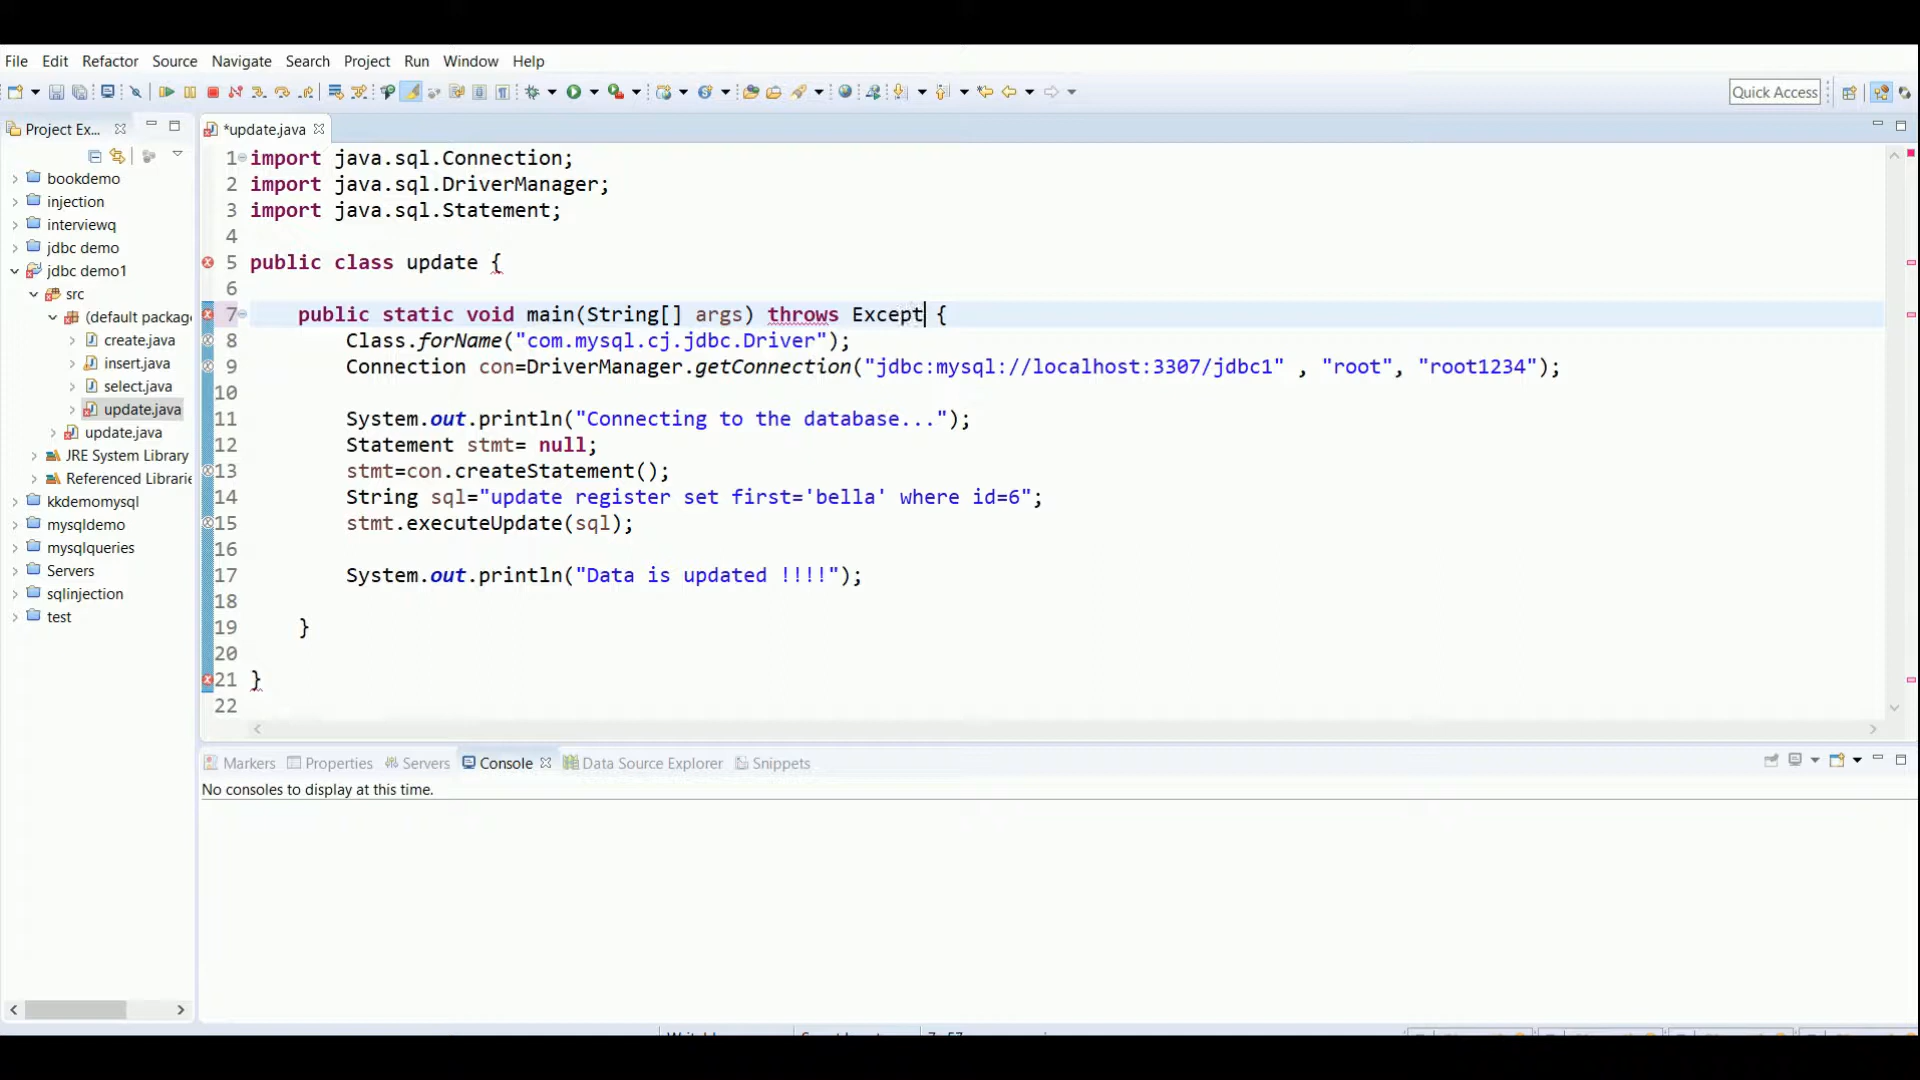 File Edit Refactor Source Navigate Search Project Run Window Help
Quick Access
Project Ex...
*update.java
bookdemo
injection
interviewq
jdbc demo
jdbc demo1
src
(default packag
create.java
insert.java
select.java
update.java
update.java
JRE System Library
Referenced Librarie
kkdemomysql
mysqldemo
mysqlqueries
Servers
sqlinjection
test
1 import java.sql.Connection;
2 import java.sql.DriverManager;
3 import java.sql.Statement;
4
5 public class update {
6
7 public static void main(String[] args) throws Except {
8 Class.forName("com.mysql.cj.jdbc.Driver");
9 Connection con=DriverManager.getConnection("jdbc:mysql://localhost:3307/jdbc1" , "root", "root1234");
10
11 System.out.println("Connecting to the database...");
12 Statement stmt= null;
13 stmt=con.createStatement();
14 String sql="update register set first='bella' where id=6";
15 stmt.executeUpdate(sql);
16
17 System.out.println("Data is updated !!!!");
18
19 }
20
21 }
22
Markers Properties Servers Console Data Source Explorer Snippets
No consoles to display at this time.